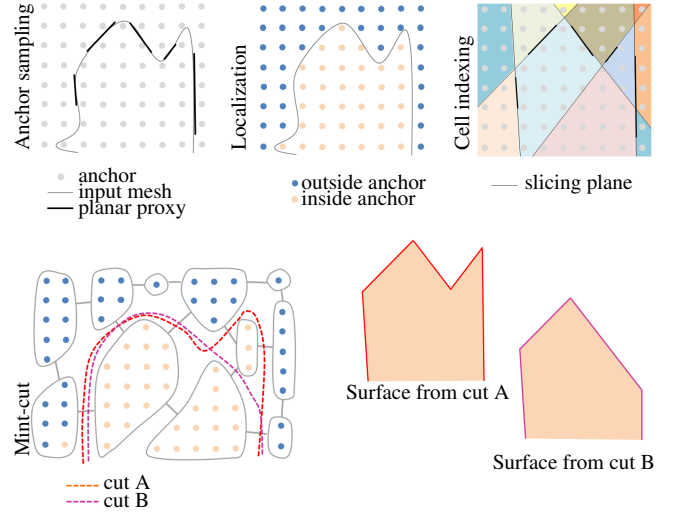 Anchor sampling
Localization
Cell indexing
anchor
input mesh
planar proxy
outside anchor
inside anchor
slicing plane
Mint-cut
cut A
cut B
Surface from cut A
Surface from cut B